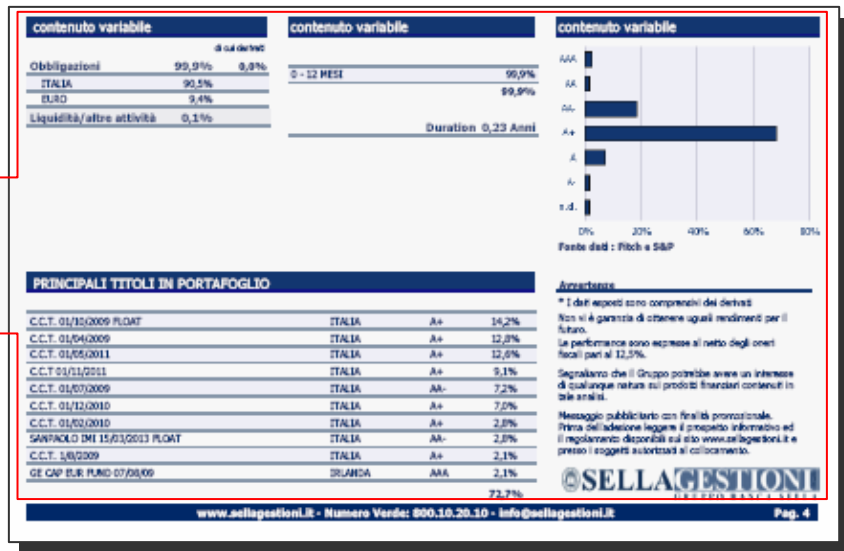 contenuto variabile
di cui derivati
Obbligazioni 99,9% 0,0%
ITALIA 90,5%
EURO 9,4%
Liquidità/altre attività 0,1%
contenuto variabile
0 - 12 MESI 99,9%
99,9%
Duration 0,23 Anni
contenuto variabile
AAA
AA
AA-
A+
A
A-
n.d.
0% 20% 40% 60% 80%
Fonte dati : Fitch e S&P
PRINCIPALI TITOLI IN PORTAFOGLIO
C.C.T. 01/10/2009 FLOAT ITALIA A+ 14,2%
C.C.T. 01/04/2009 ITALIA A+ 12,8%
C.C.T. 01/05/2011 ITALIA A+ 12,6%
C.C.T 01/11/2011 ITALIA A+ 9,1%
C.C.T. 01/07/2009 ITALIA AA- 7,2%
C.C.T. 01/12/2010 ITALIA A+ 7,0%
C.C.T. 01/02/2010 ITALIA A+ 2,8%
SANPAOLO IMI 15/03/2013 FLOAT ITALIA AA- 2,8%
C.C.T. 1/8/2009 ITALIA A+ 2,1%
GE CAP EUR FUND 07/08/09 IRLANDA AAA 2,1%
72,7%
Avvertenze
* I dati esposti sono comprensivi dei derivati
Non vi è garanzia di ottenere uguali rendimenti per il
futuro.
Le performance sono espresse al netto degli oneri
fiscali pari al 12,5%.
Segnaliamo che il Gruppo potrebbe avere un interesse
di qualunque natura sui prodotti finanziari contenuti in
tale analisi.
Messaggio pubblicitario con finalità promozionale.
Prima dell'adesione leggere il prospetto informativo ed
il regolamento disponibili sul sito www.sellagestioni.it e
presso i soggetti autorizzati al collocamento.
SELLAGESTIONI
GRUPPO BANCA SELLA
www.sellagestioni.it - Numero Verde: 800.10.20.10 - info@sellagestioni.it Pag. 4